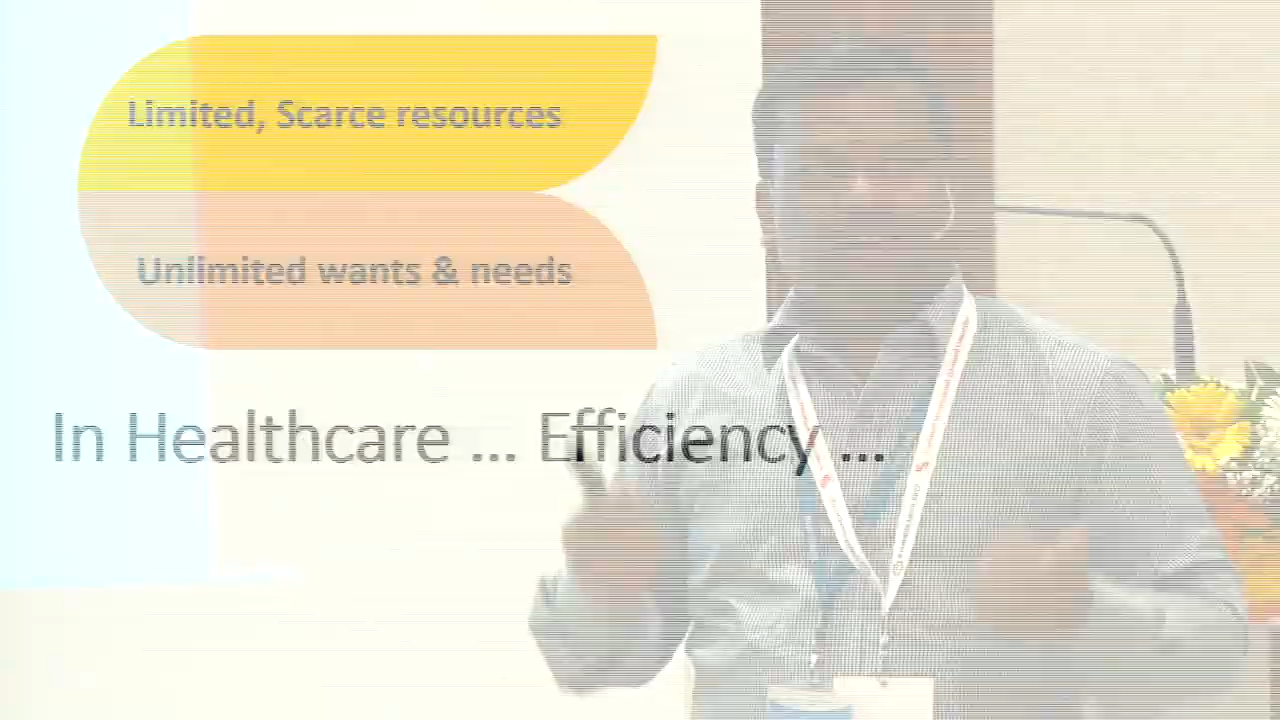 Limited, Scarce resources
Unlimited wants & needs
In Healthcare ... Efficiency ...